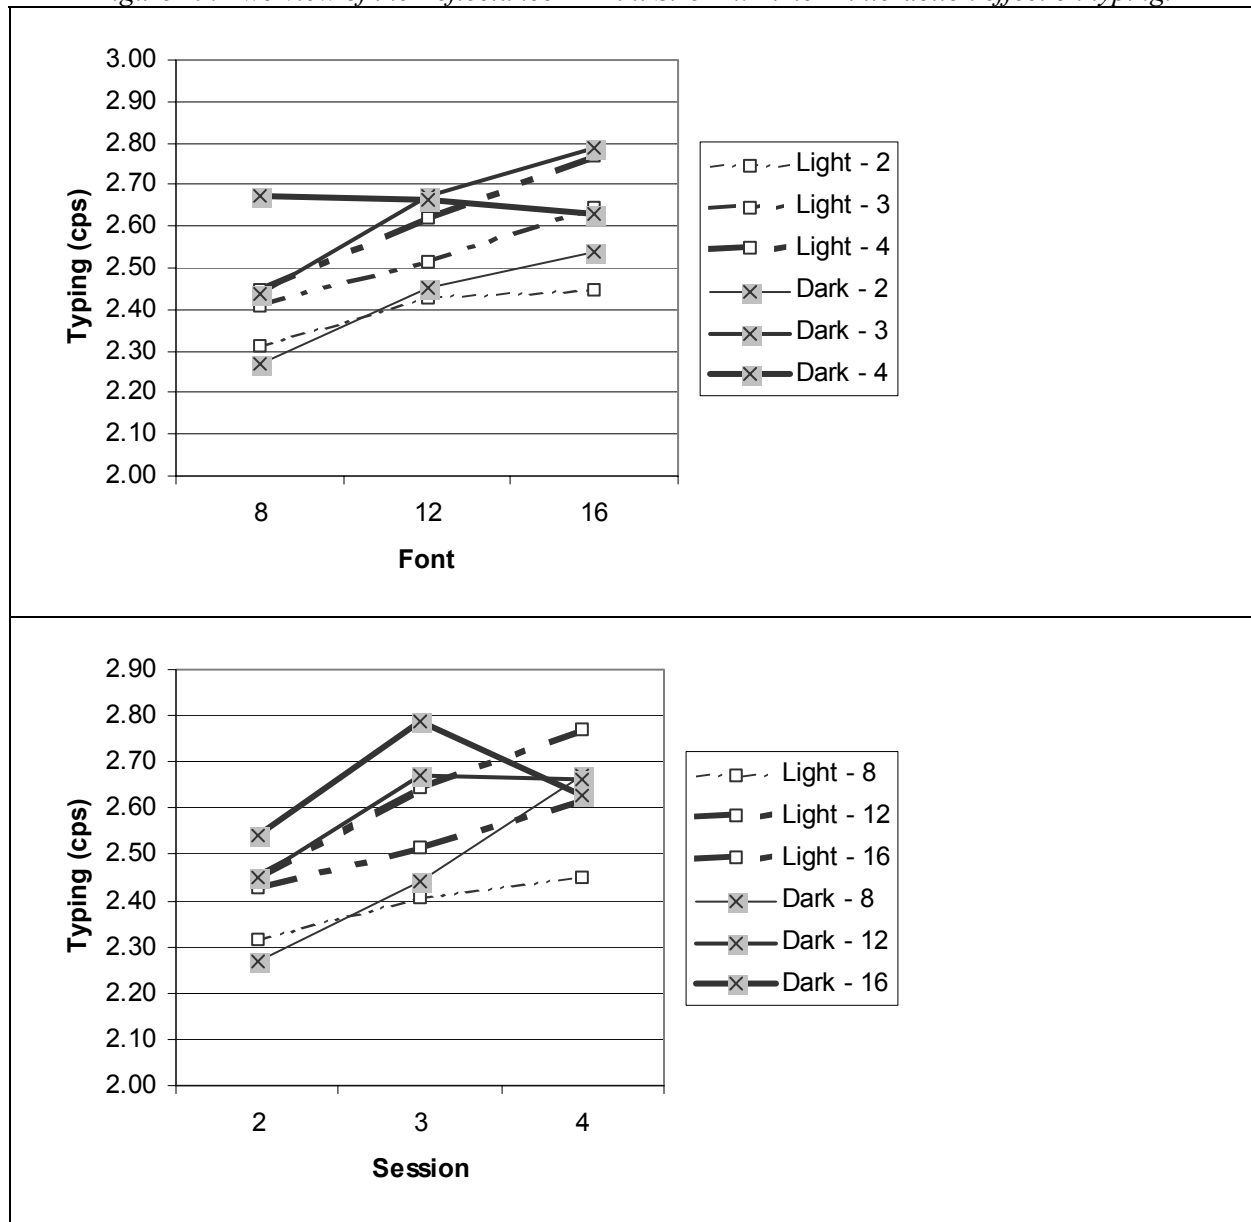 3.00
2.90
2.80
2.70
2.60
2.50
2.40
2.30
2.20
2.10
2.00
Typing (cps)
8 12 16
Font
Light - 2
Light - 3
Light - 4
Dark - 2
Dark - 3
Dark - 4
2.90
2.80
2.70
2.60
2.50
2.40
2.30
2.20
2.10
2.00
Typing (cps)
2 3 4
Session
Light - 8
Light - 12
Light - 16
Dark - 8
Dark - 12
Dark - 16